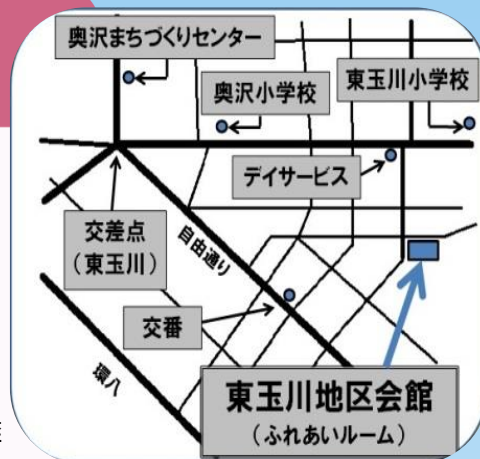 奥沢まちづくりセンター
奥沢小学校
東玉川小学校
デイサービス
交差点
（東玉川）
自由通り
交番
環八
東玉川地区会館
（ふれあいルーム）